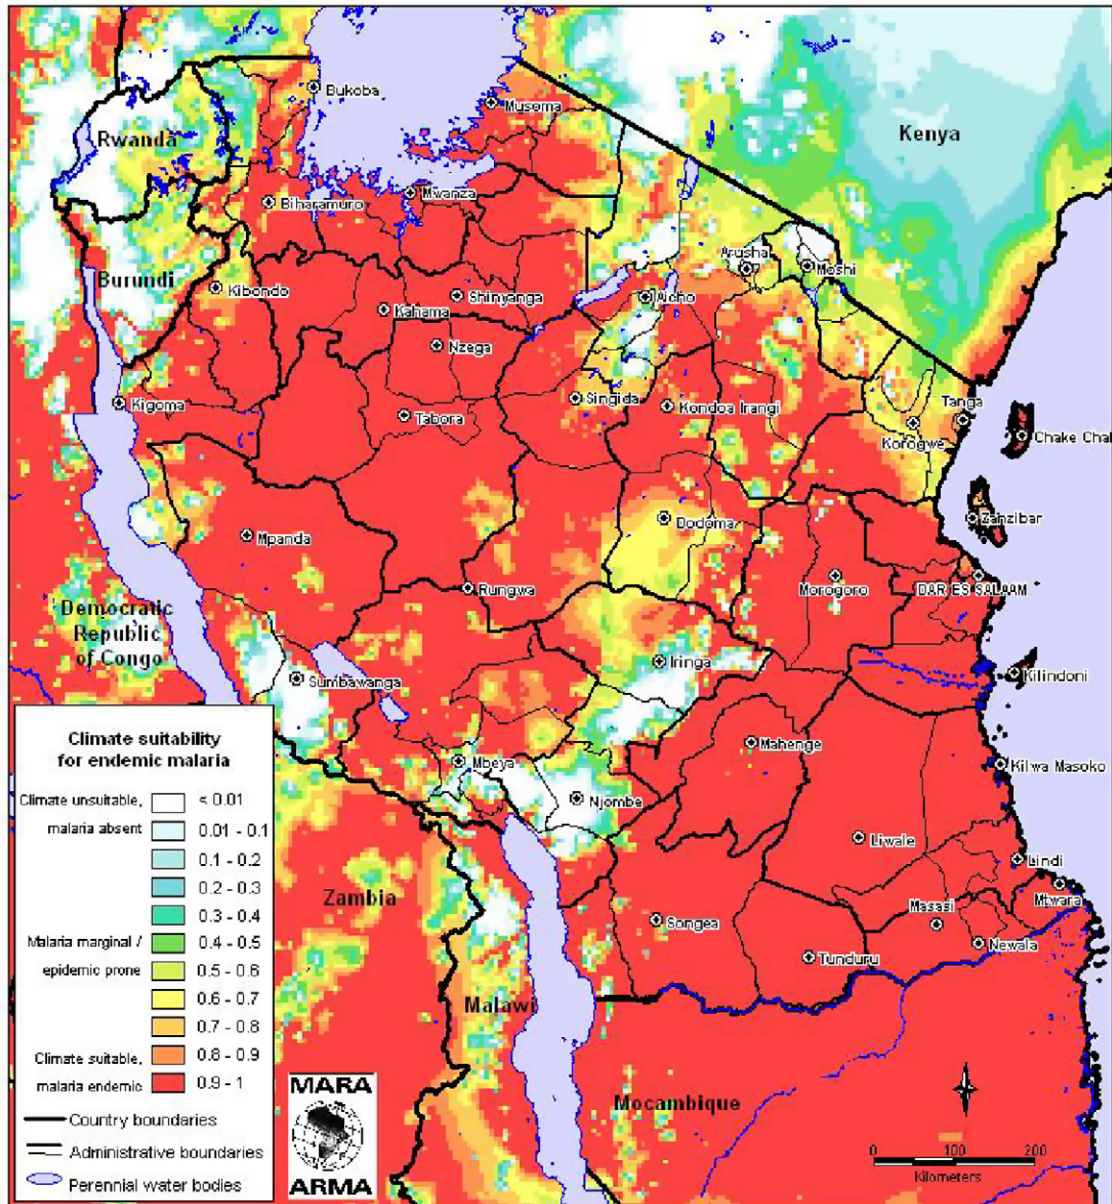 Bukoba
Musoma
Rwanda
Kenya
Mwanza
Biharamuro
Arusha
Moshi
Burundi
Kibondo
Shinyanga
Aicho
Kahama
Nzega
Singida
Kondoa Irangi
Tanga
Kigoma
Tabora
Korogwe
Chake Chal
Dodoma
Zanzibar
Mpanda
Rungwa
Morogoro
DAR ES SALAAM
Democratic
Republic
of Congo
Iringa
Sumbawanga
Kilindoni
Mahenge
Mbeya
Kilwa Masoko
Njombe
Liwale
Lindi
Zambia
Mtwara
Masasi
Songea
Newala
Tunduru
Malawi
Mocambique
Climate suitability
for endemic malaria
Climate unsuitable, < 0.01
malaria absent 0.01 - 0.1
0.1 - 0.2
0.2 - 0.3
0.3 - 0.4
Malaria marginal / 0.4 - 0.5
epidemic prone 0.5 - 0.6
0.6 - 0.7
0.7 - 0.8
Climate suitable, 0.8 - 0.9
malaria endemic 0.9 - 1
Country boundaries
Administrative boundaries
Perennial water bodies
MARA
ARMA
0 100 200
Kilometers